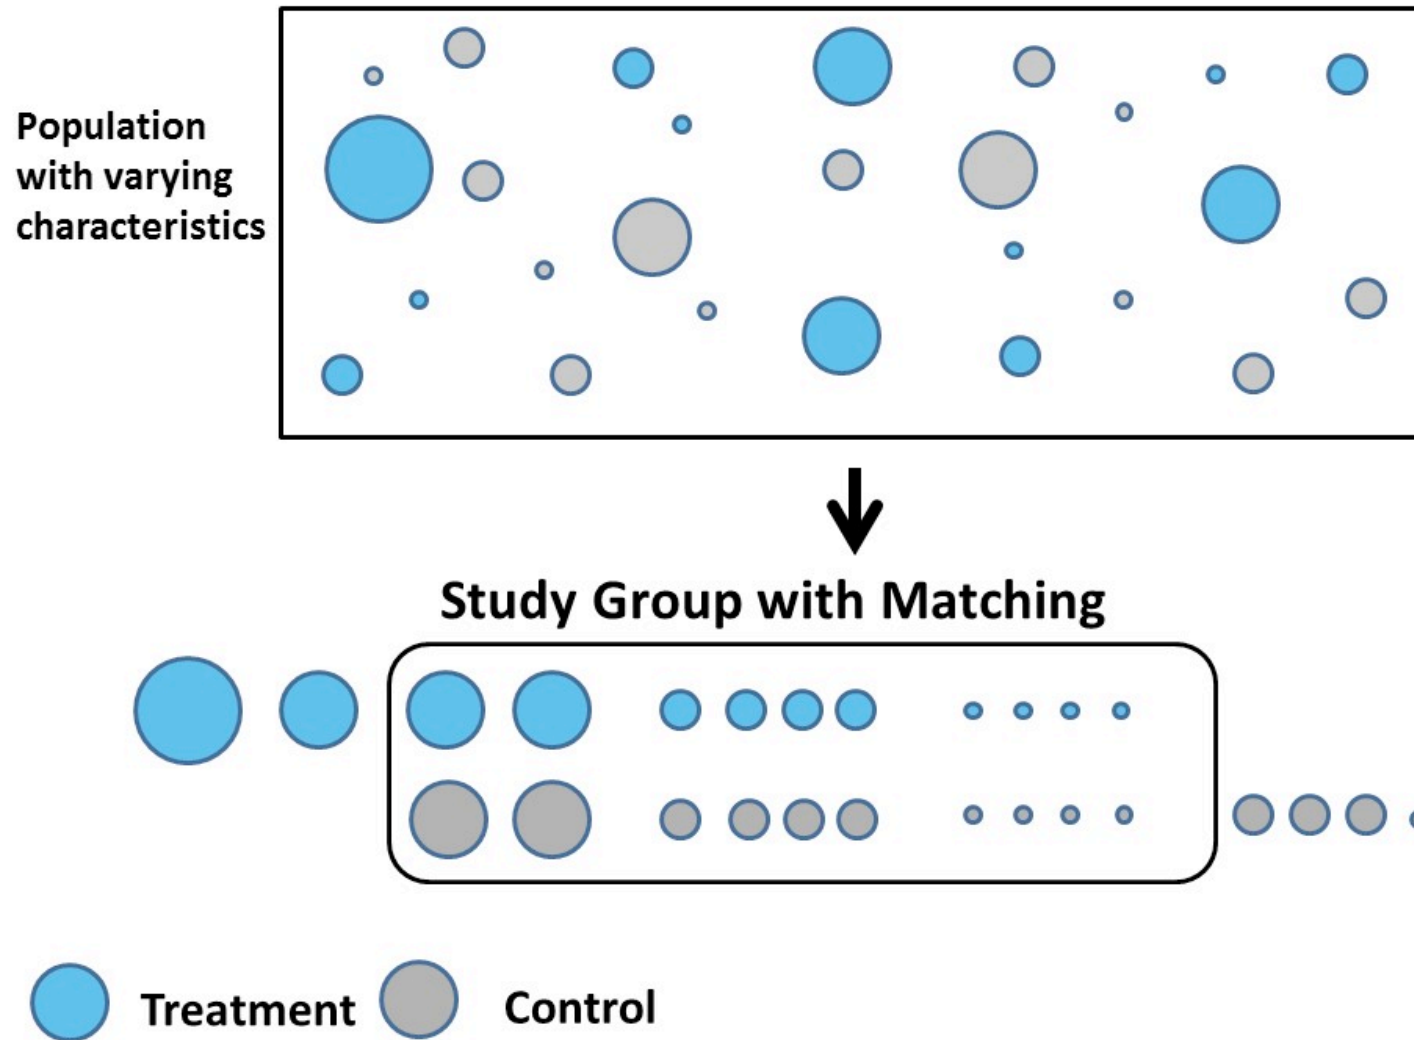 Population
with varying
characteristics
Study Group with Matching
Treatment
Control